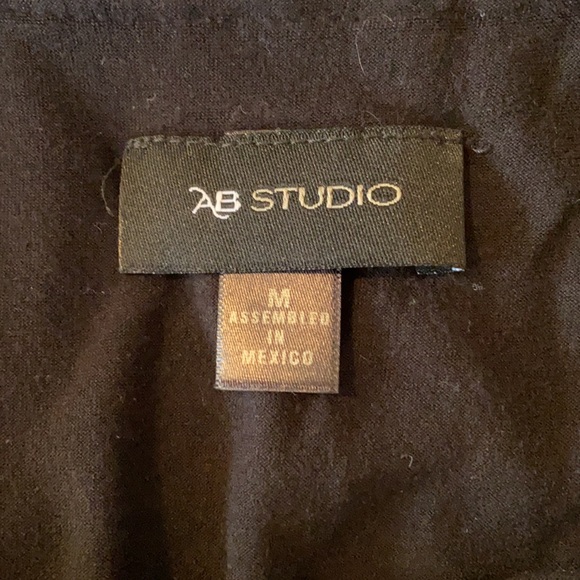 AB STUDIO
M
ASSEMBLED
IN
MEXICO